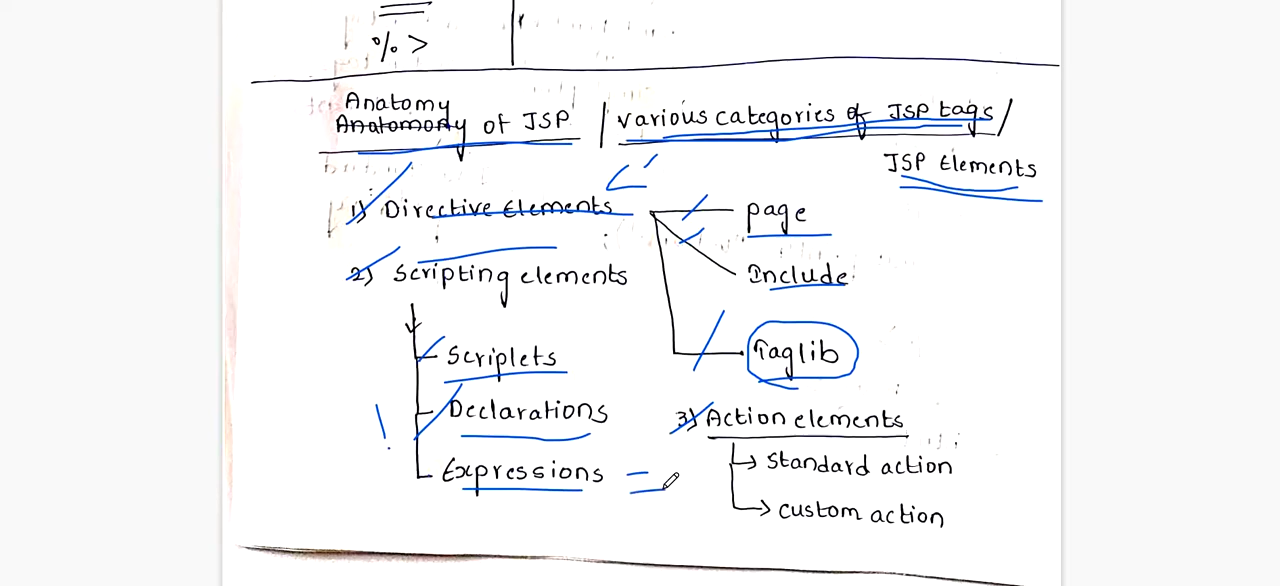 %>
Anatomy
Anatomody of JSP / various categories of JSP tags /
JSP Elements
1) Directive Elements
page
Include
Taglib
2) Scripting elements
Scriplets
Declarations
Expressions =
3) Action elements
standard action
custom action